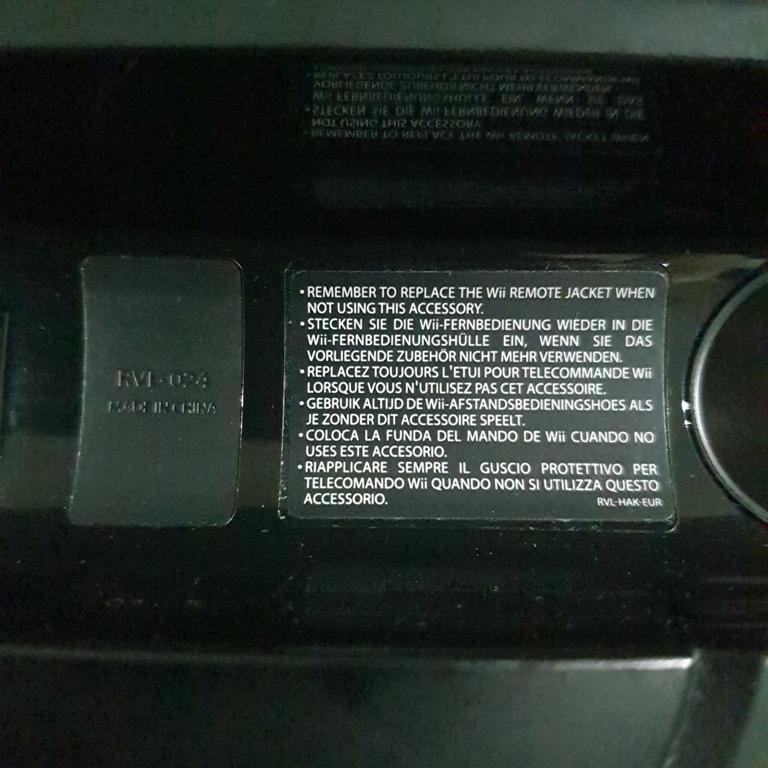 RVL-024
MADE IN CHINA
•REMEMBER TO REPLACE THE Wii REMOTE JACKET WHEN
NOT USING THIS ACCESSORY.
•STECKEN SIE DIE Wii-FERNBEDIENUNG WIEDER IN DIE
Wii-FERNBEDIENUNGSHÜLLE EIN, WENN SIE DAS
VORLIEGENDE ZUBEHÖR NICHT MEHR VERWENDEN.
•REPLACEZ TOUJOURS L'ETUI POUR TELECOMMANDE Wii
LORSQUE VOUS N'UTILISEZ PAS CET ACCESSOIRE.
•GEBRUIK ALTIJD DE Wii-AFSTANDSBEDIENINGSHOES ALS
JE ZONDER DIT ACCESSOIRE SPEELT.
•COLOCA LA FUNDA DEL MANDO DE Wii CUANDO NO
USES ESTE ACCESORIO.
•RIAPPLICARE SEMPRE IL GUSCIO PROTETTIVO PER
TELECOMANDO Wii QUANDO NON SI UTILIZZA QUESTO
ACCESSORIO.
RVL-HAK-EUR